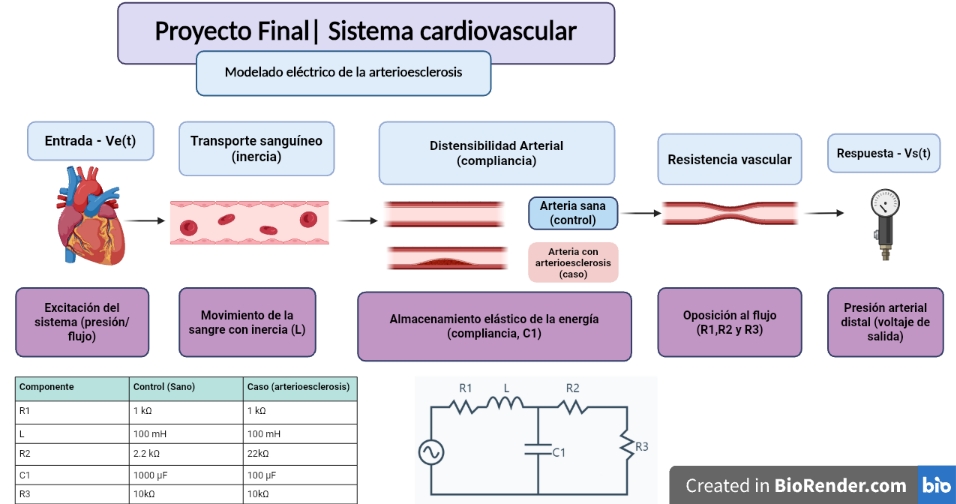 Proyecto Final| Sistema cardiovascular
Modelado eléctrico de la arterioesclerosis
Entrada - Ve(t)
Transporte sanguíneo
(inercia)
Distensibilidad Arterial
(compliancia)
Resistencia vascular
Respuesta - Vs(t)
Arteria sana
(control)
Arteria con
arterioesclerosis
(caso)
Excitación del
sistema (presión/
flujo)
Movimiento de la
sangre con inercia (L)
Almacenamiento elástico de la energía
(compliancia, C1)
Oposición al flujo
(R1,R2 y R3)
Presión arterial
distal (voltaje de
salida)
Componente Control (Sano) Caso (arterioesclerosis)
R1 1 kΩ 1 kΩ
L 100 mH 100 mH
R2 2.2 kΩ 22kΩ
C1 1000 μF 100 μF
R3 10kΩ 10kΩ
R1 L R2
C1 R3
Created in BioRender.com bio